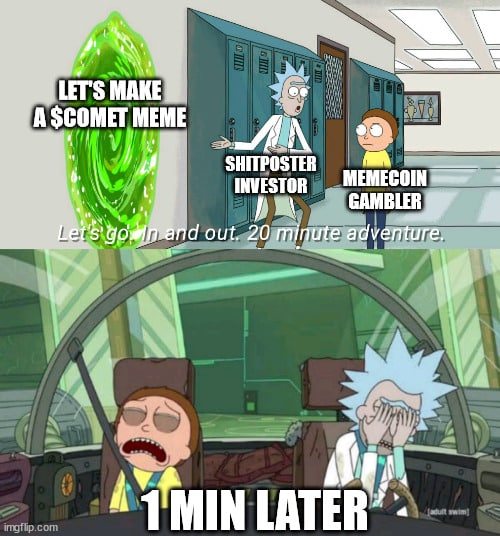 LET'S MAKE
A $COMET MEME
SHITPOSTER
INVESTOR
MEMECOIN
GAMBLER
Let's go. In and out. 20 minute adventure.
1 MIN LATER
[adult swim]
imgflip.com